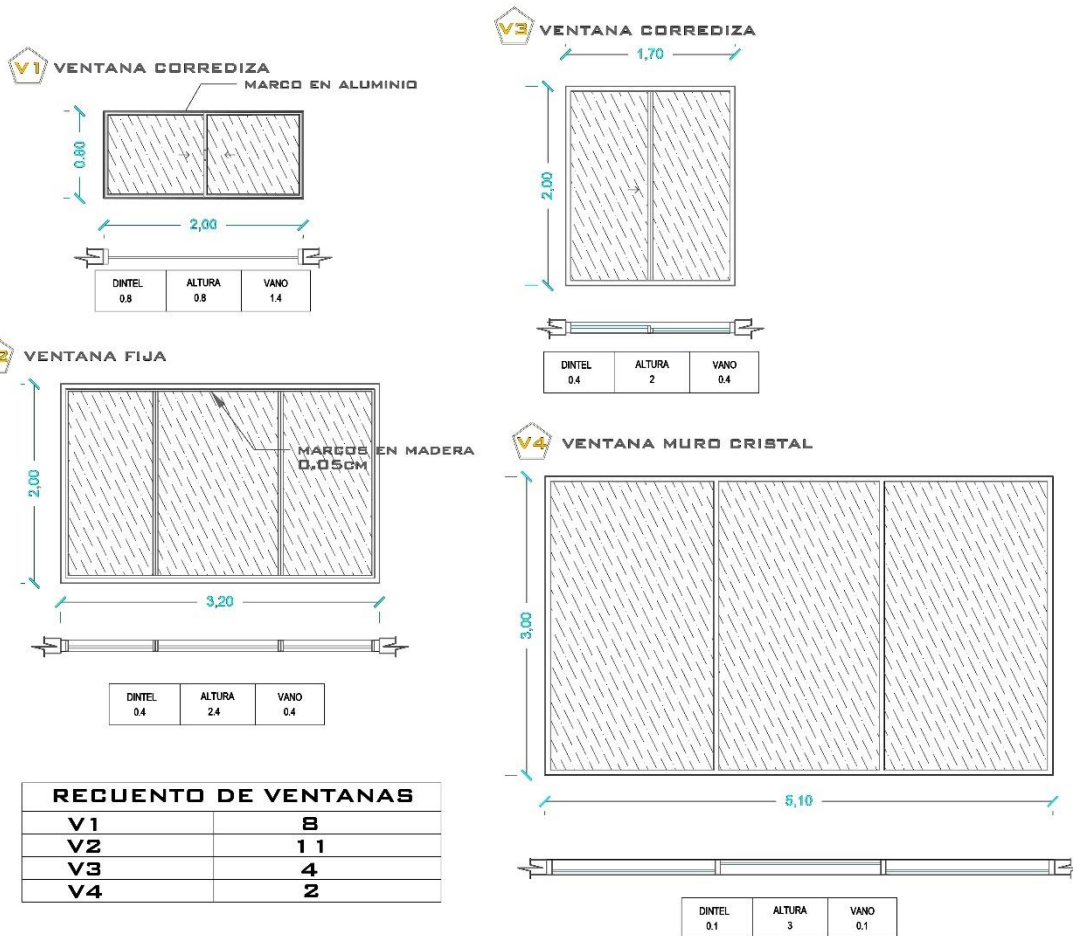 V1 VENTANA CORREDIZA
MARCO EN ALUMINIO
0.80
2,00
DINTEL ALTURA VANO
0.8 0.8 1.4
V3 VENTANA CORREDIZA
1,70
2,00
DINTEL ALTURA VANO
0.4 2 0.4
2 VENTANA FIJA
MARCOS EN MADERA
0.05CM
2,00
3,20
DINTEL ALTURA VANO
0.4 2.4 0.4
V4 VENTANA MURO CRISTAL
3,00
5,10
DINTEL ALTURA VANO
0.1 3 0.1
RECUENTO DE VENTANAS
V1 8
V2 11
V3 4
V4 2